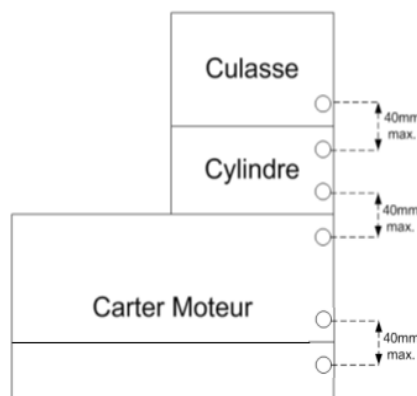 Culasse
40mm
max.
Cylindre
40mm
max.
Carter Moteur
40mm
max.